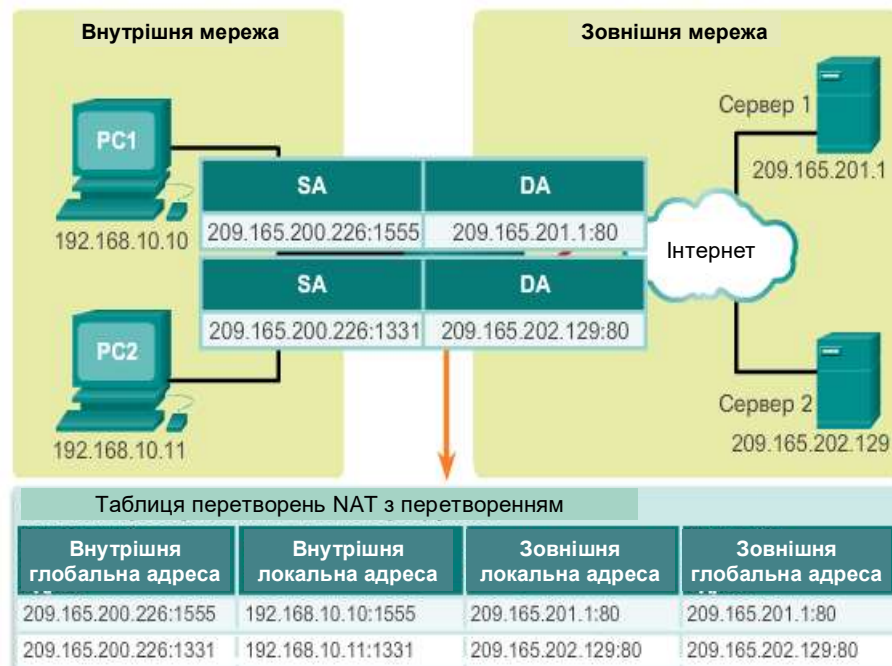 Внутрішня мережа
Зовнішня мережа
PC1
192.168.10.10
Сервер 1
209.165.201.1
SA DA
209.165.200.226:1555 209.165.201.1:80
Інтернет
SA DA
209.165.200.226:1331 209.165.202.129:80
PC2
192.168.10.11
Сервер 2
209.165.202.129
Таблиця перетворень NAT з перетворенням
Внутрішня глобальна адреса Внутрішня локальна адреса Зовнішня локальна адреса Зовнішня глобальна адреса
209.165.200.226:1555 192.168.10.10:1555 209.165.201.1:80 209.165.201.1:80
209.165.200.226:1331 192.168.10.11:1331 209.165.202.129:80 209.165.202.129:80